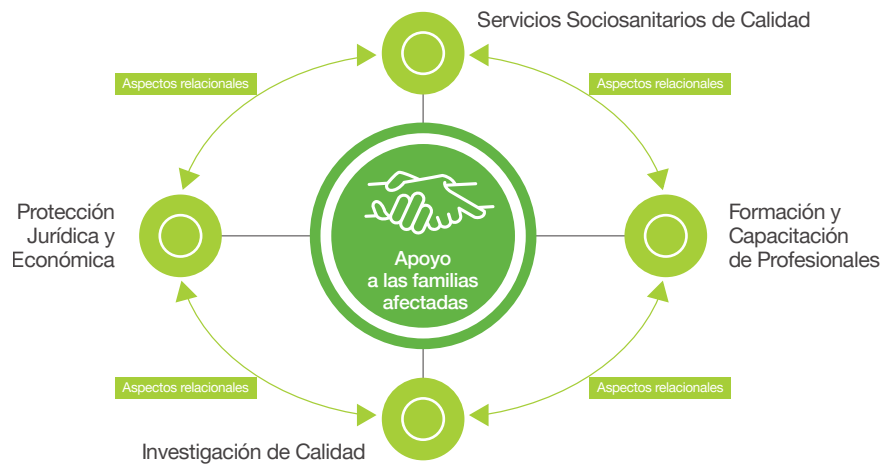 Servicios Sociosanitarios de Calidad
Aspectos relacionales
Aspectos relacionales
Protección
Jurídica y
Económica
Apoyo
a las familias
afectadas
Formación y
Capacitación
de Profesionales
Aspectos relacionales
Aspectos relacionales
Investigación de Calidad